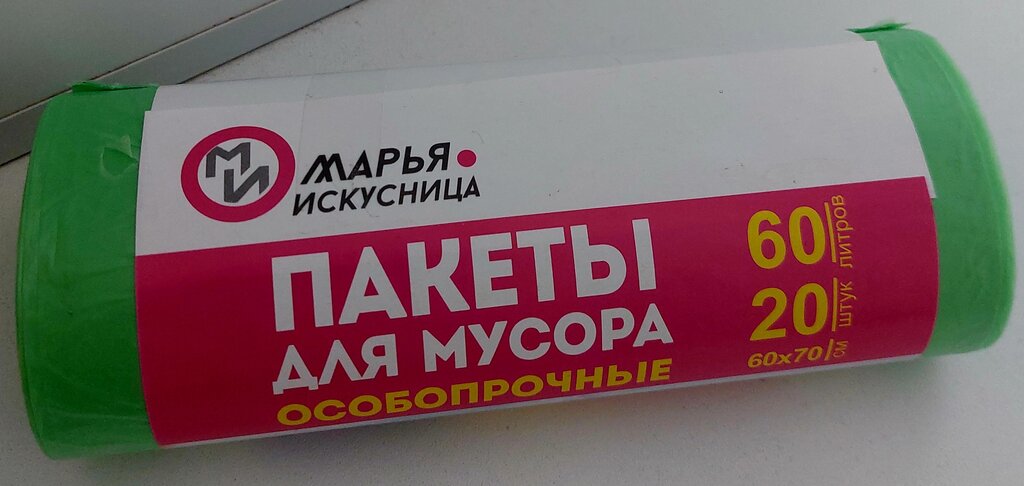 МИ
МАРЬЯ
ИСКУСНИЦА
ПАКЕТЫ
ДЛЯ МУСОРА
ОСОБОПРОЧНЫЕ
60 литров
20 штук
60x70 см